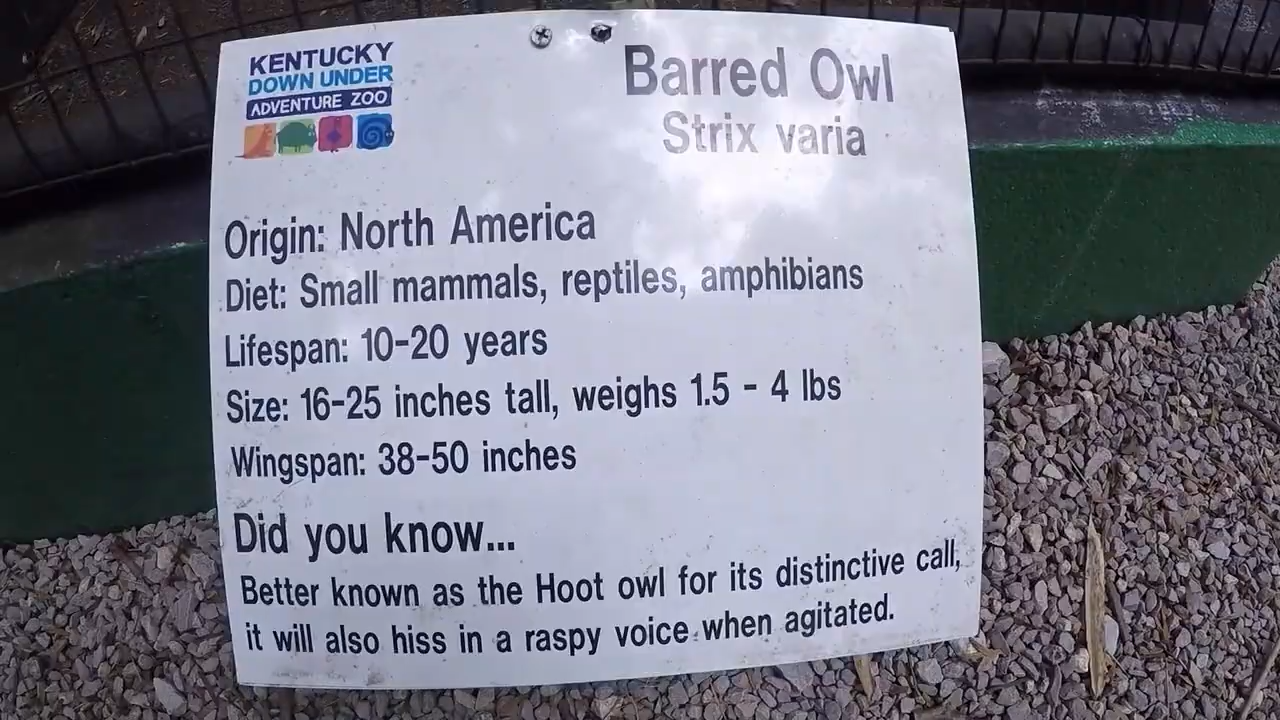 KENTUCKY
DOWN UNDER
ADVENTURE ZOO
Barred Owl
Strix varia
Origin: North America
Diet: Small mammals, reptiles, amphibians
Lifespan: 10-20 years
Size: 16-25 inches tall, weighs 1.5 - 4 lbs
Wingspan: 38-50 inches
Did you know...
Better known as the Hoot owl for its distinctive call,
it will also hiss in a raspy voice when agitated.